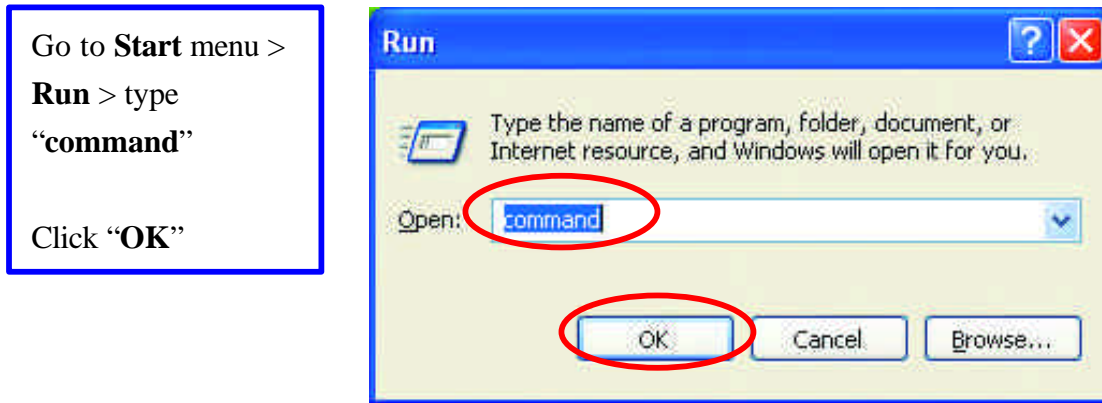 Go to Start menu >
Run > type
“command”
Click “OK”
Run
Type the name of a program, folder, document, or
Internet resource, and Windows will open it for you.
Open: command
OK Cancel Browse...